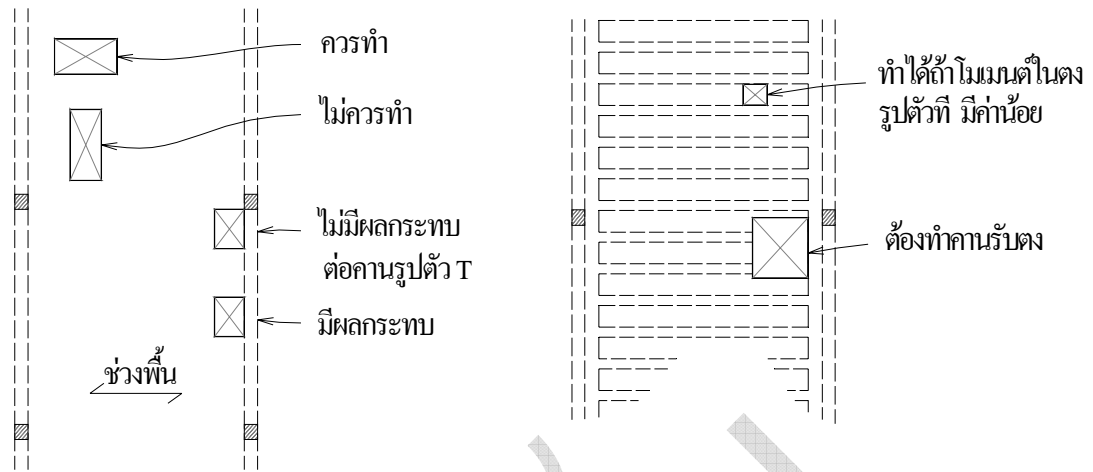 ควรทำ
ไม่ควรทำ
ไม่มีผลกระทบ
ต่อคานรูปตัว T
มีผลกระทบ
ช่วงพื้น
ทำได้ถ้าโมเมนต์ในตง
รูปตัวที มีค่าน้อย
ต้องทำคานรับตง